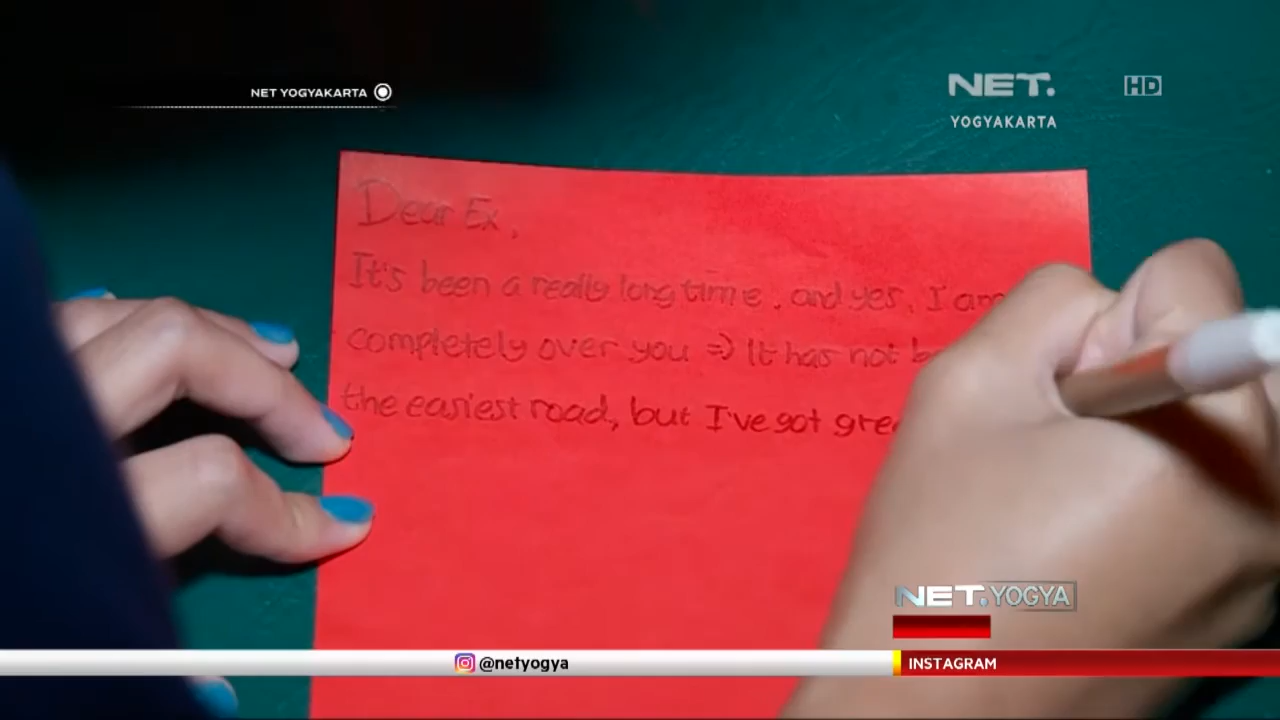 NET YOGYAKARTA
NET.
HD
YOGYAKARTA
Dear Ex,
It's been a really long time, and yes, I am
completely over you =) It has not
the easiest road, but I've got
NET.YOGYA
@netyogya
INSTAGRAM